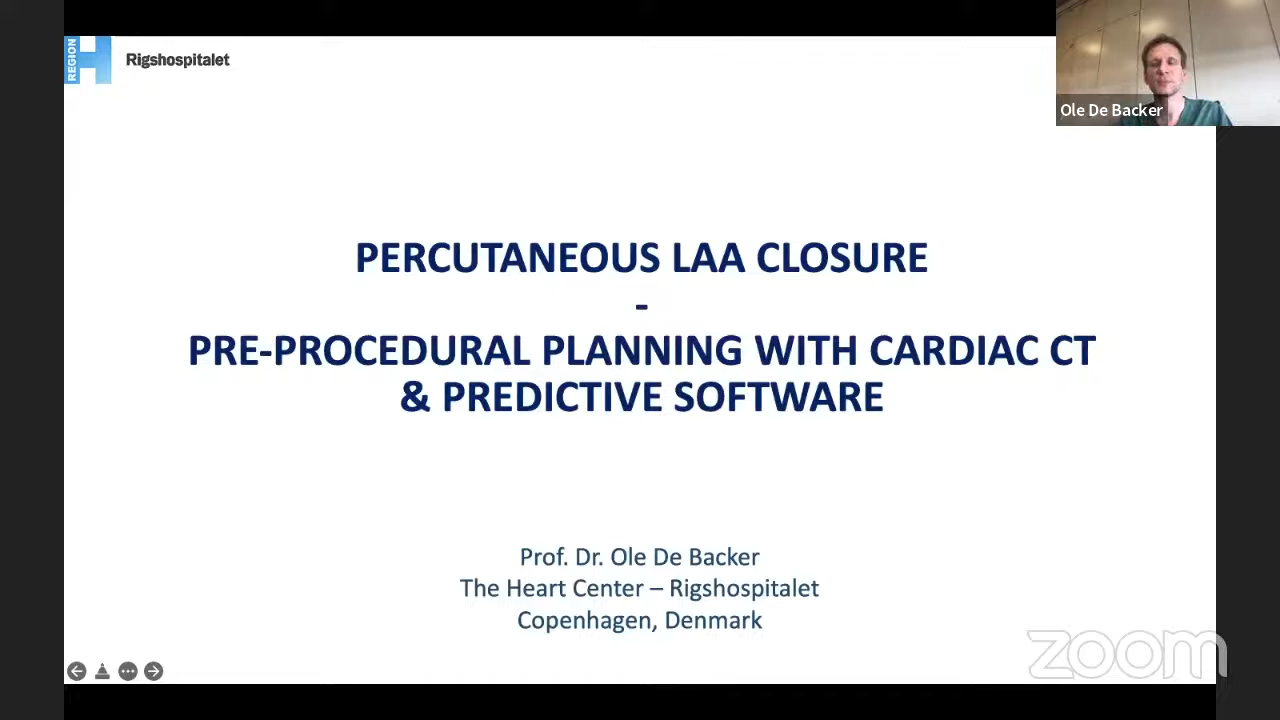 REGION
H
Rigshospitalet
Ole De Backer
PERCUTANEOUS LAA CLOSURE
-
PRE-PROCEDURAL PLANNING WITH CARDIAC CT
& PREDICTIVE SOFTWARE
Prof. Dr. Ole De Backer
The Heart Center – Rigshospitalet
Copenhagen, Denmark
zoom